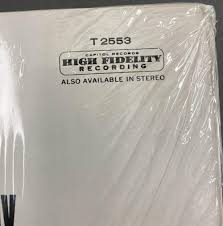 T 2553
CAPITOL RECORDS
HIGH FIDELITY
RECORDING
ALSO AVAILABLE IN STEREO